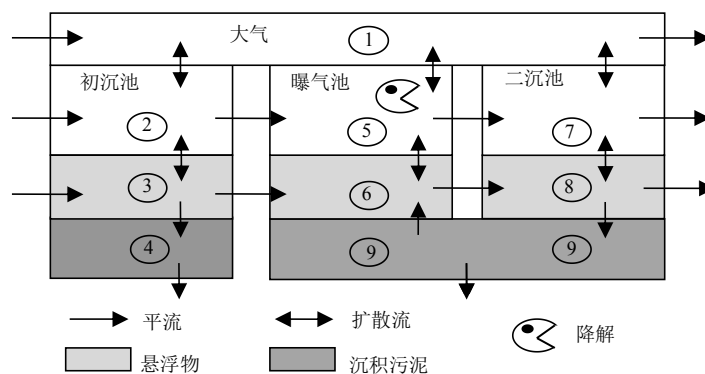 大气 ①
初沉池 曝气池 二沉池
② ⑤ ⑦
③ ⑥ ⑧
④ ⑨ ⑨
平流 扩散流 降解
悬浮物 沉积污泥